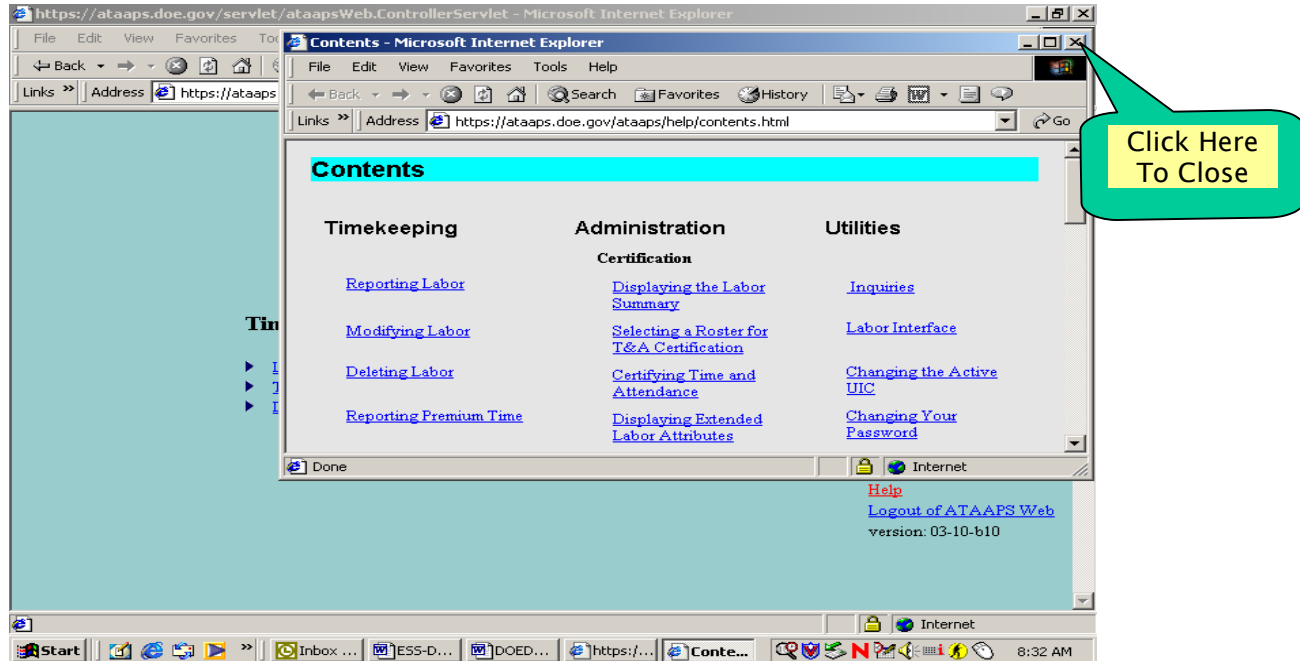 https://ataaps.doe.gov/servlet/ataapsWeb.ControllerServlet - Microsoft Internet Explorer
File Edit View Favorites
Back
Links » Address https://ataaps
Contents - Microsoft Internet Explorer
File Edit View Favorites Tools Help
Back Search Favorites History
Links » Address https://ataaps.doe.gov/ataaps/help/contents.html Go
Click Here
To Close
Contents
Timekeeping Administration Utilities
Certification
Reporting Labor
Displaying the Labor
Summary
Inquiries
Modifying Labor
Selecting a Roster for
T&A Certification
Labor Interface
Deleting Labor
Certifying Time and
Attendance
Changing the Active
UIC
Reporting Premium Time
Displaying Extended
Labor Attributes
Changing Your
Password
Done Internet
Help
Logout of ATAAPS Web
version: 03-10-b10
Internet
Start » Inbox ... ESS-D... DOED... https:/... Conte... 8:32 AM